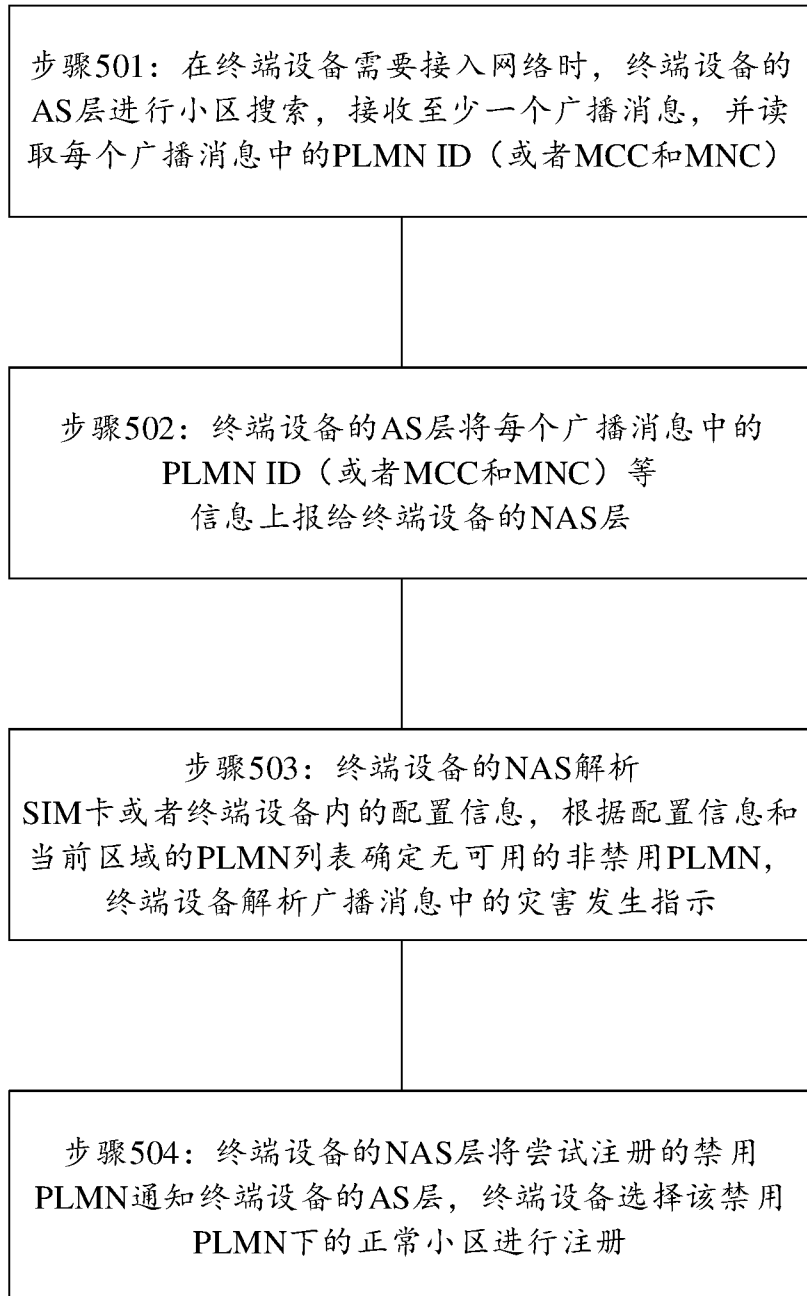 步骤501：在终端设备需要接入网络时，终端设备的
AS层进行小区搜索，接收至少一个广播消息，并读
取每个广播消息中的PLMN ID（或者MCC和MNC）
步骤502：终端设备的AS层将每个广播消息中的
PLMN ID（或者MCC和MNC）等
信息上报给终端设备的NAS层
步骤503：终端设备的NAS解析
SIM卡或者终端设备内的配置信息，根据配置信息和
当前区域的PLMN列表确定无可用的非禁用PLMN，
终端设备解析广播消息中的灾害发生指示
步骤504：终端设备的NAS层将尝试注册的禁用
PLMN通知终端设备的AS层，终端设备选择该禁用
PLMN下的正常小区进行注册